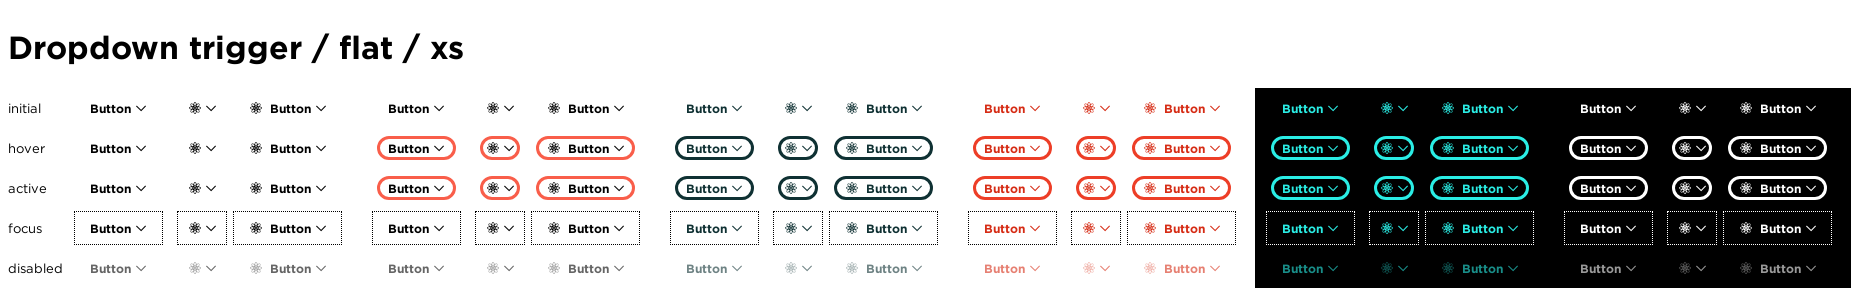 Dropdown trigger / flat / xs
initial Button Button Button Button Button Button Button Button Button Button Button Button
hover Button Button Button Button Button Button Button Button Button Button Button Button
active Button Button Button Button Button Button Button Button Button Button Button Button
focus Button Button Button Button Button Button Button Button Button Button Button Button
disabled Button Button Button Button Button Button Button Button Button Button Button Button